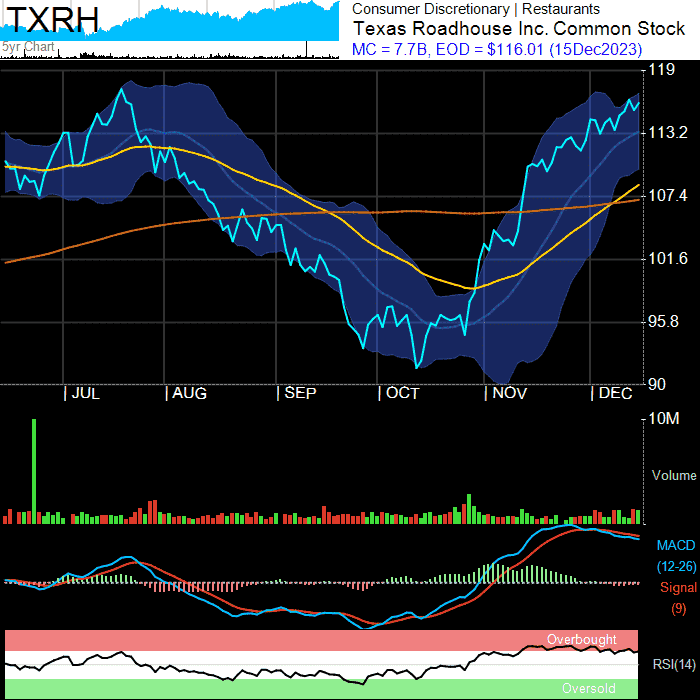 TXRH
5yr Chart
Consumer Discretionary | Restaurants
Texas Roadhouse Inc. Common Stock
MC = 7.7B, EOD = $116.01 (15Dec2023)
119
113.2
107.4
101.6
95.8
90
| JUL | AUG | SEP | OCT | NOV | DEC
10M
Volume
MACD
(12-26)
Signal
(9)
Overbought
RSI(14)
Oversold